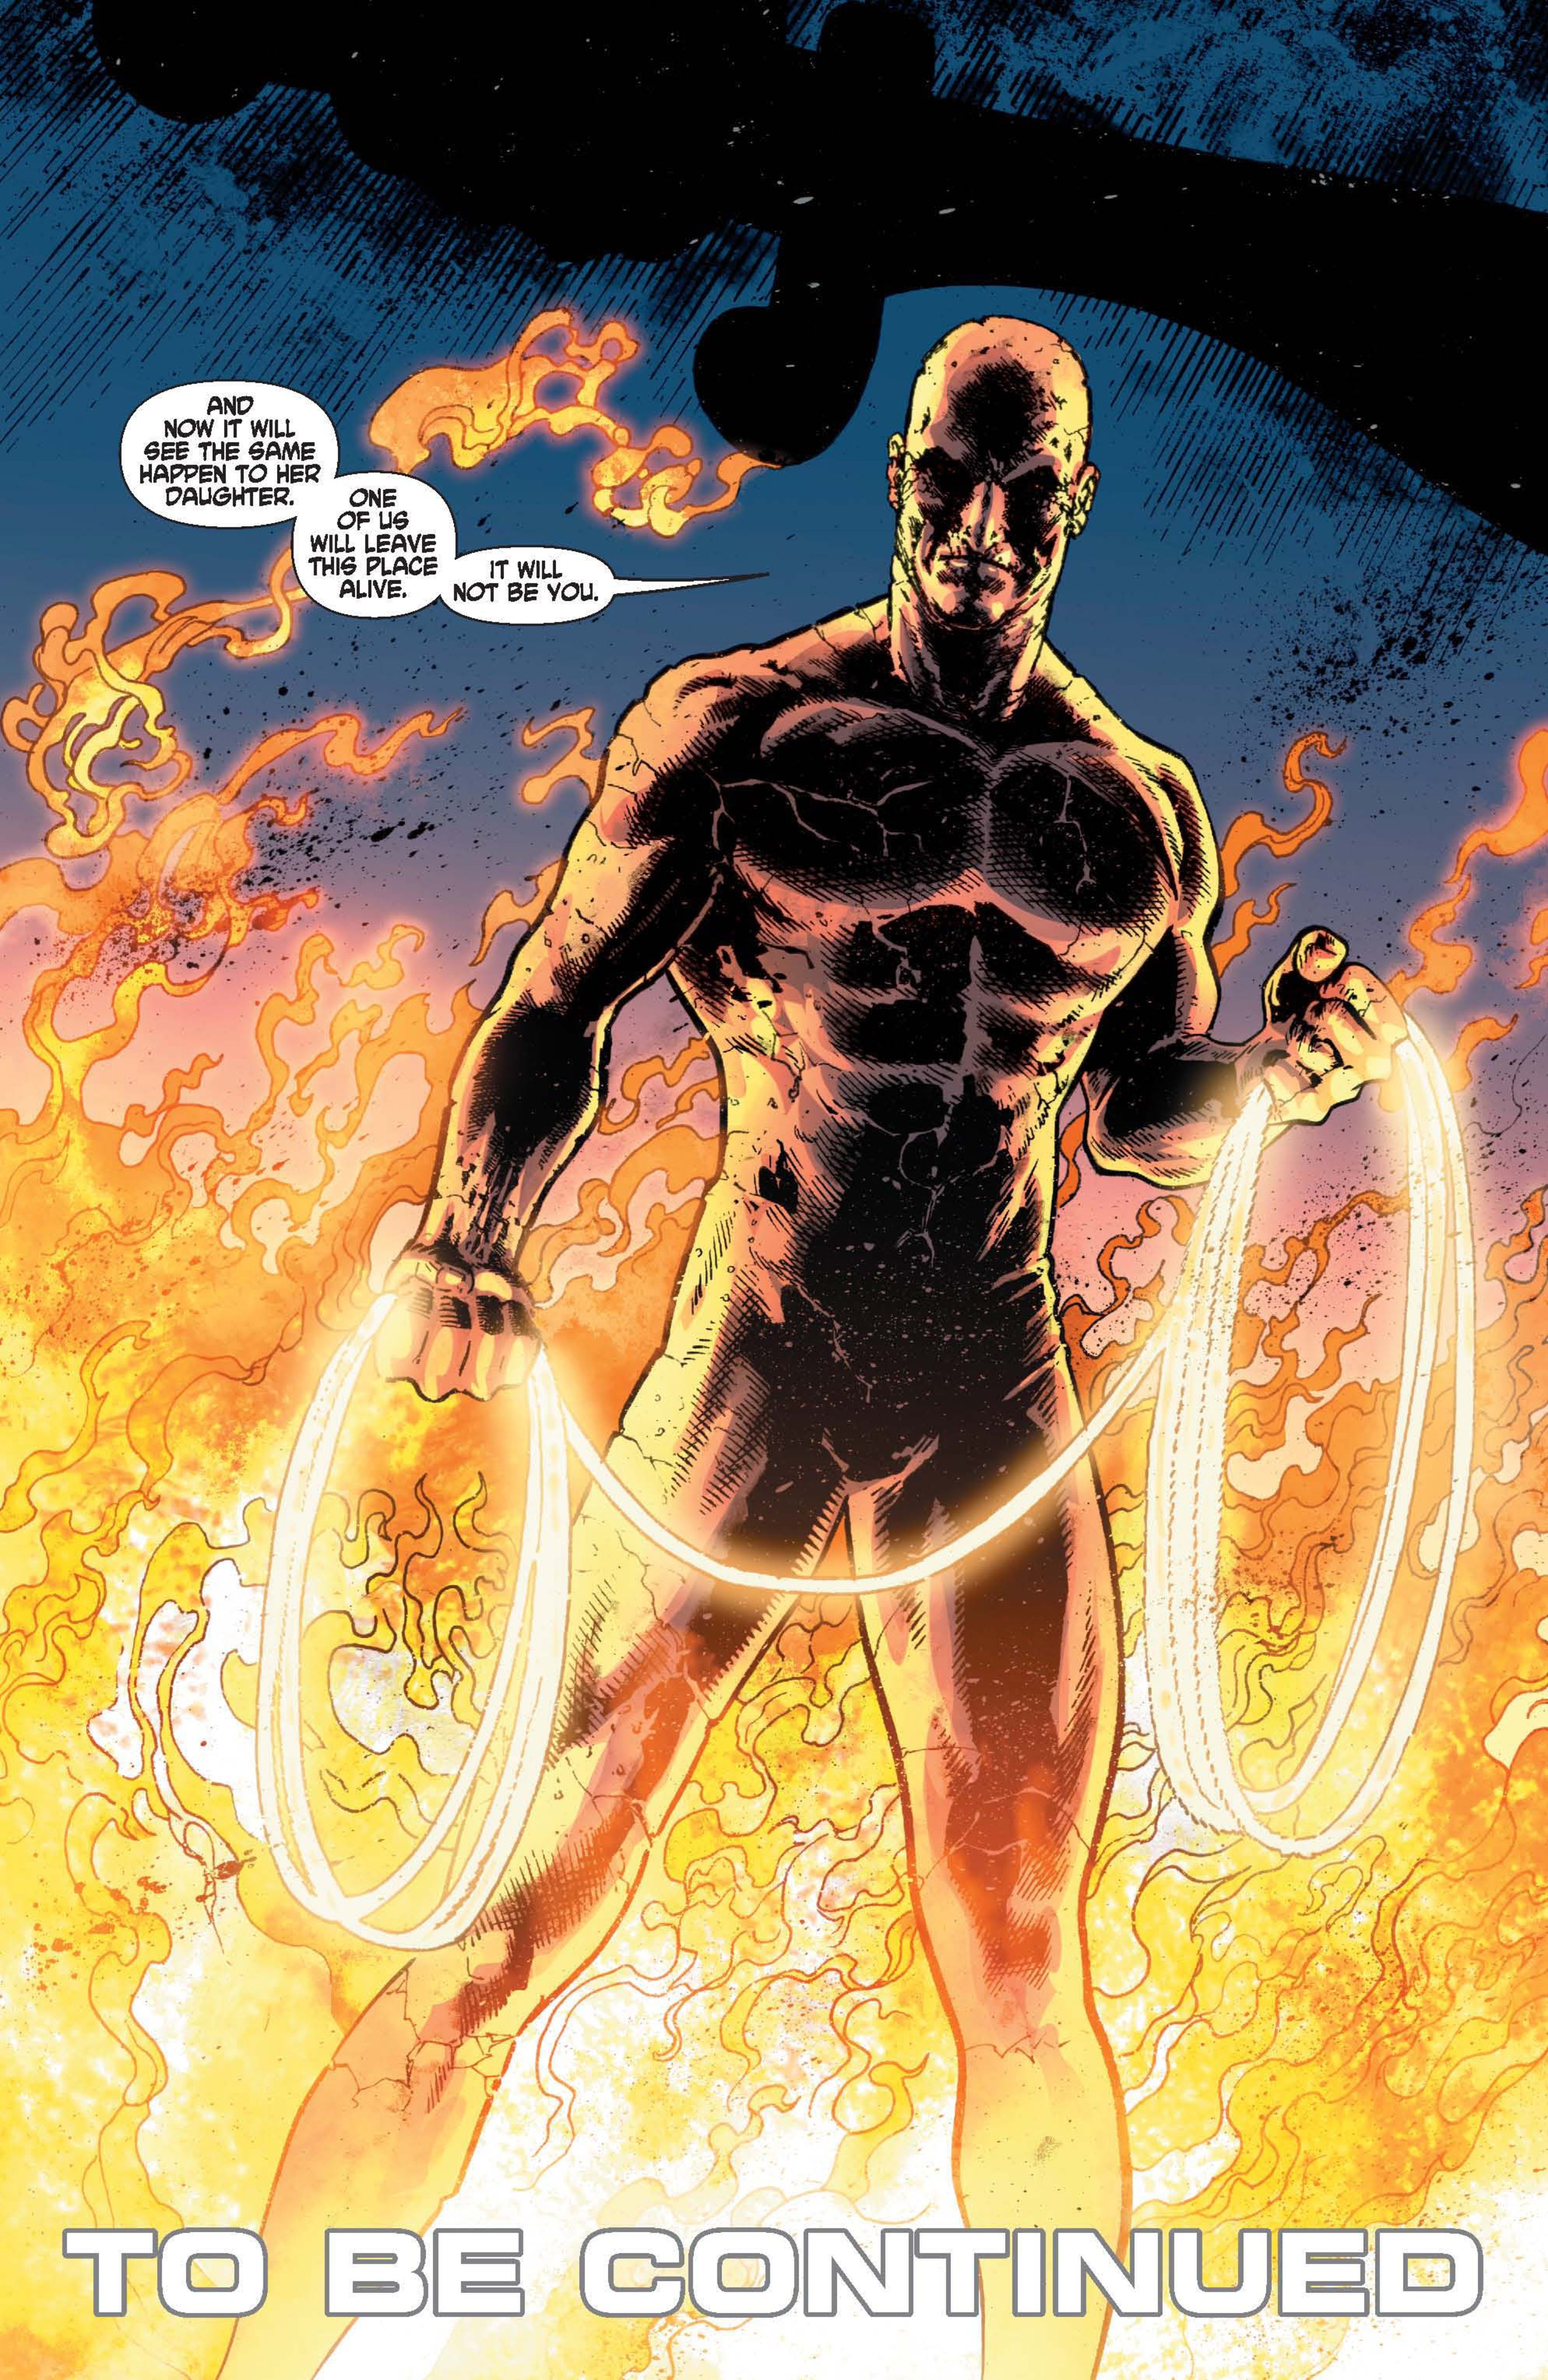 AND
NOW IT WILL
SEE THE SAME
HAPPEN TO HER
DAUGHTER.
ONE
OF US
WILL LEAVE
THIS PLACE
ALIVE.
IT WILL
NOT BE YOU.
TO BE CONTINUED